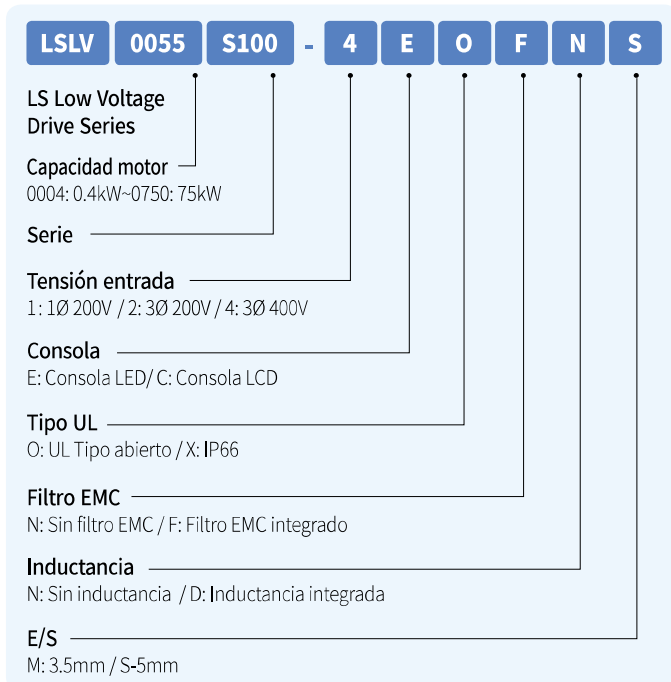 LSLV 0055 S100 - 4 E O F N S
LS Low Voltage
Drive Series
Capacidad motor
0004: 0.4kW~0750: 75kW
Serie
Tensión entrada
1: 1Ø 200V / 2: 3Ø 200V / 4: 3Ø 400V
Consola
E: Consola LED/ C: Consola LCD
Tipo UL
O: UL Tipo abierto / X: IP66
Filtro EMC
N: Sin filtro EMC / F: Filtro EMC integrado
Inductancia
N: Sin inductancia / D: Inductancia integrada
E/S
M: 3.5mm / S-5mm